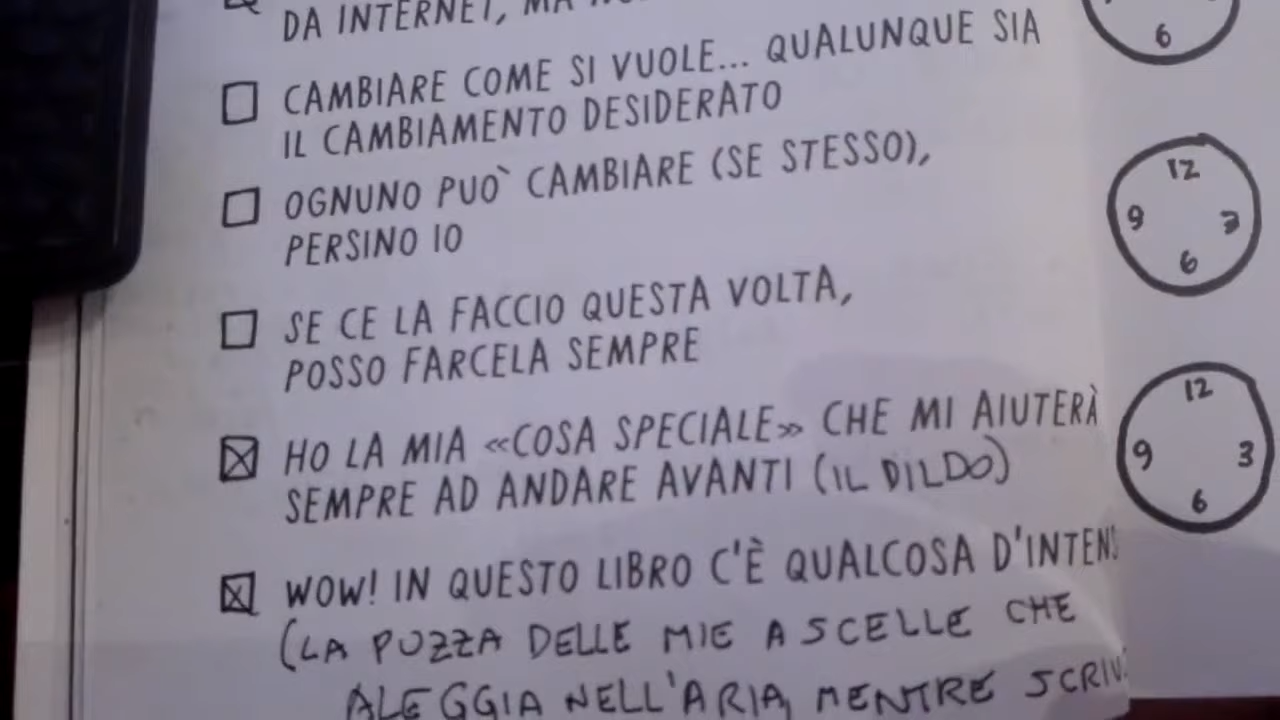 DA INTERNET, MA
CAMBIARE COME SI VUOLE... QUALUNQUE SIA
IL CAMBIAMENTO DESIDERATO
OGNUNO PUÒ CAMBIARE (SE STESSO),
PERSINO IO
SE CE LA FACCIO QUESTA VOLTA,
POSSO FARCELA SEMPRE
HO LA MIA «COSA SPECIALE» CHE MI AIUTERÀ
SEMPRE AD ANDARE AVANTI (IL DILDO)
WOW! IN QUESTO LIBRO C'È QUALCOSA
(LA PUZZA DELLE MIE ASCELLE CHE
ALEGGIA NELL'ARIA, MENTRE
6
12
9 3
6
12
9 3
6